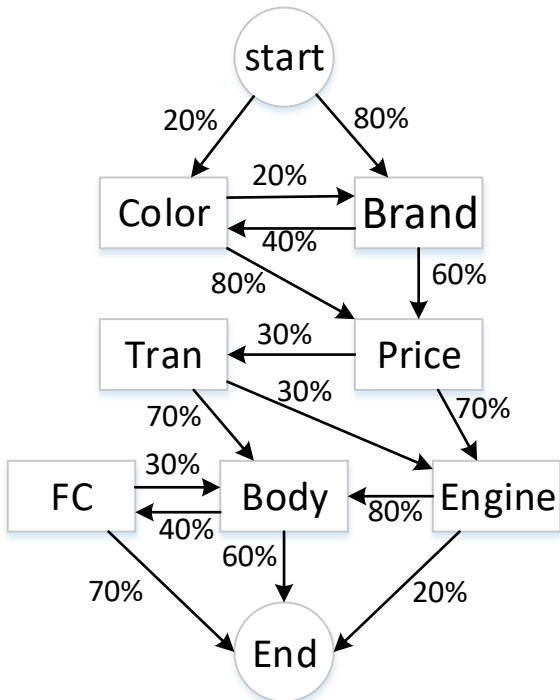 start
20%
80%
20%
Color
Brand
40%
80%
60%
30%
Tran
Price
30%
70%
70%
30%
FC
Body
Engine
80%
40%
60%
70%
20%
End